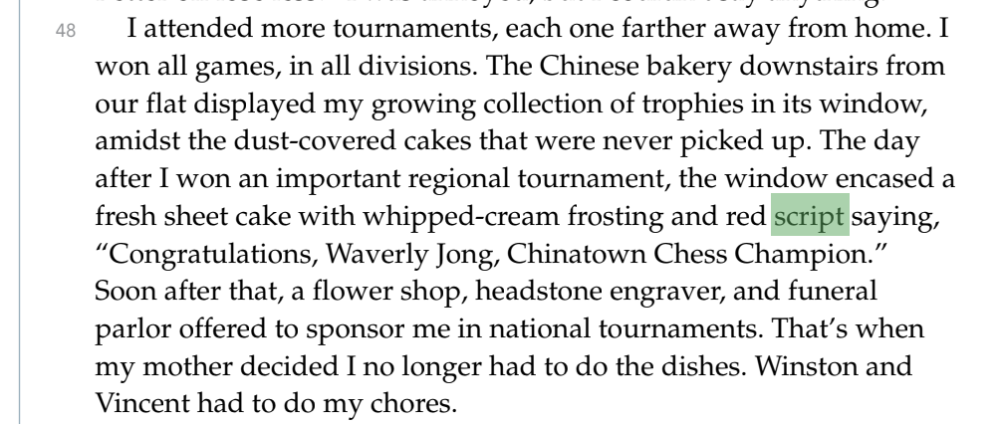 48 I attended more tournaments, each one farther away from home. I
won all games, in all divisions. The Chinese bakery downstairs from
our flat displayed my growing collection of trophies in its window,
amidst the dust-covered cakes that were never picked up. The day
after I won an important regional tournament, the window encased a
fresh sheet cake with whipped-cream frosting and red script saying,
“Congratulations, Waverly Jong, Chinatown Chess Champion.”
Soon after that, a flower shop, headstone engraver, and funeral
parlor offered to sponsor me in national tournaments. That’s when
my mother decided I no longer had to do the dishes. Winston and
Vincent had to do my chores.